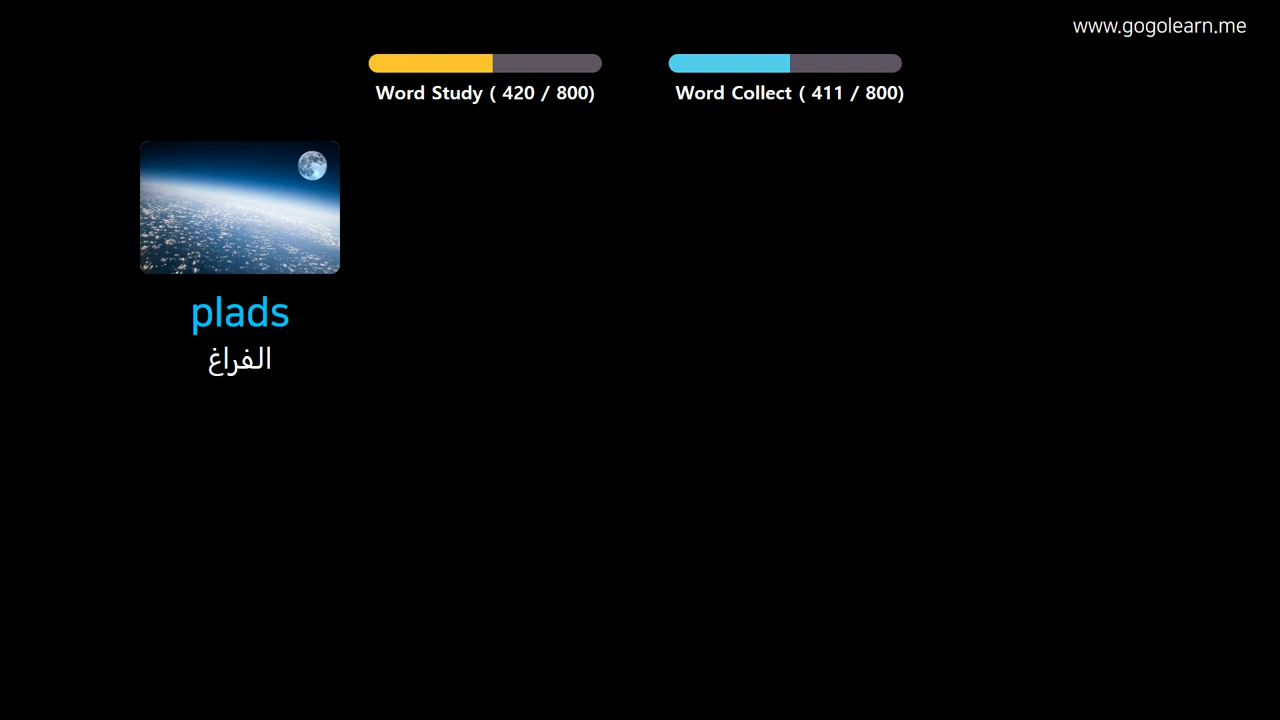 www.gogolearn.me
Word Study ( 420 / 800)
Word Collect ( 411 / 800)
plads
الفراغ